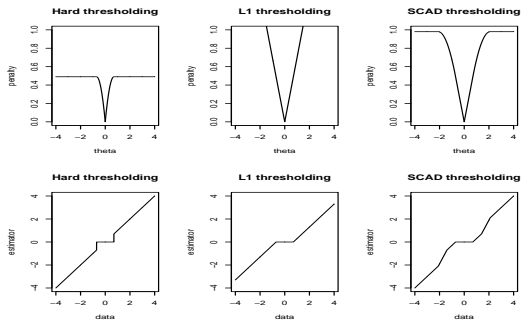 Hard thresholding
L1 thresholding
SCAD thresholding
penalty
0.0 0.2 0.4 0.6 0.8 1.0
-4 -2 0 2 4
theta
penalty
0.0 0.2 0.4 0.6 0.8 1.0
-4 -2 0 2 4
theta
penalty
0.0 0.2 0.4 0.6 0.8 1.0
-4 -2 0 2 4
theta
Hard thresholding
L1 thresholding
SCAD thresholding
estimator
-4 -2 0 2 4
-4 -2 0 2 4
data
estimator
-4 -2 0 2 4
-4 -2 0 2 4
data
estimator
-4 -2 0 2 4
-4 -2 0 2 4
data